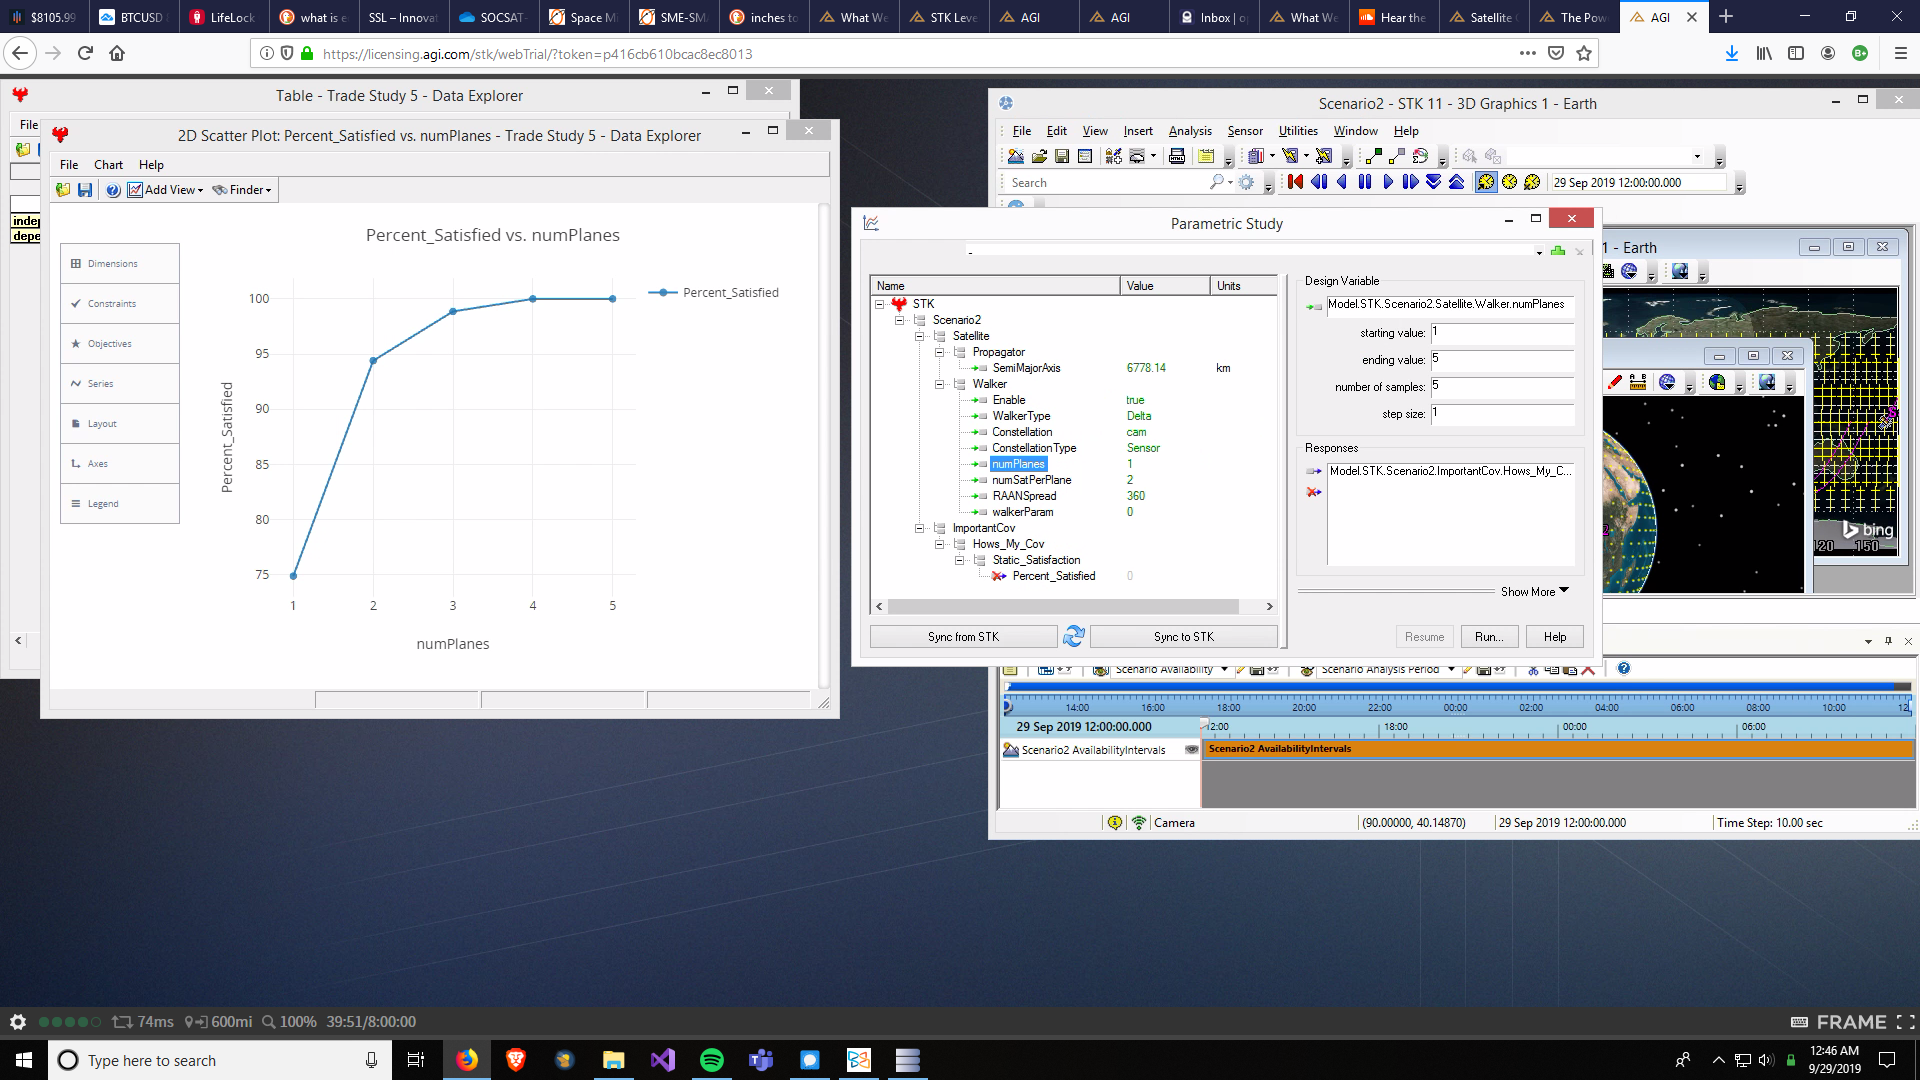 $8105.99
BTCUSD
LifeLock
what is e
SSL – Innovat
SOCSAT-
Space Mi
SME-SMA
inches to
What We
STK Leve
AGI
AGI
Inbox | o
What We
Hear the
Satellite C
The Pow
AGI
https://licensing.agi.com/stk/webTrial/?token=p416cb610bcac8ec8013
Table - Trade Study 5 - Data Explorer
File
indep
depe
2D Scatter Plot: Percent_Satisfied vs. numPlanes - Trade Study 5 - Data Explorer
File Chart Help
Add View Finder
Dimensions
Constraints
Objectives
Series
Layout
Axes
Legend
Percent_Satisfied vs. numPlanes
Percent_Satisfied
100
95
90
85
80
75
1 2 3 4 5
numPlanes
Percent_Satisfied
Scenario2 - STK 11 - 3D Graphics 1 - Earth
File Edit View Insert Analysis Sensor Utilities Window Help
Search
29 Sep 2019 12:00:00.000
Parametric Study
Name Value Units
STK
Scenario2
Satellite
Propagator
SemiMajorAxis 6778.14 km
Walker
Enable true
WalkerType Delta
Constellation cam
ConstellationType Sensor
numPlanes 1
numSatPerPlane 2
RAANSpread 360
walkerParam 0
ImportantCov
Hows_My_Cov
Static_Satisfaction
Percent_Satisfied 0
Sync from STK
Sync to STK
Design Variable
Model.STK.Scenario2.Satellite.Walker.numPlanes
starting value: 1
ending value: 5
number of samples: 5
step size: 1
Responses
Model.STK.Scenario2.ImportantCov.Hows_My_C...
Show More
Resume Run... Help
1 - Earth
bing
120 150
Scenario Availability
Scenario Analysis Period
14:00 16:00 18:00 20:00 22:00 00:00 02:00 04:00 06:00 08:00 10:00 12
29 Sep 2019 12:00:00.000
12:00 18:00 00:00 06:00
Scenario2 AvailabilityIntervals
Scenario2 AvailabilityIntervals
Camera
(90.00000, 40.14870)
29 Sep 2019 12:00:00.000
Time Step: 10.00 sec
74ms 600mi 100% 39:51/8:00:00
FRAME
Type here to search
12:46 AM
9/29/2019